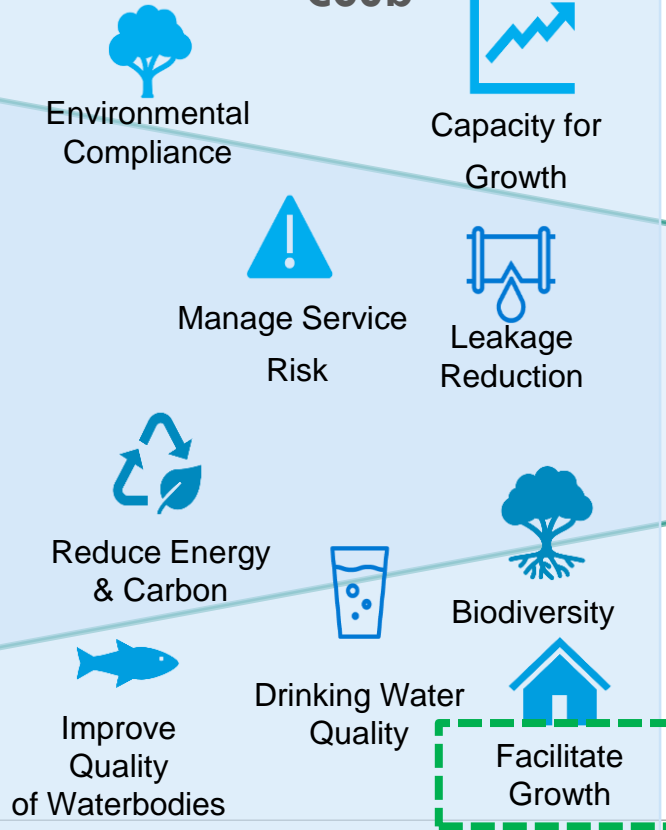 Environmental
Compliance
Capacity for
Growth
Manage Service
Risk
Leakage
Reduction
Reduce Energy
& Carbon
Biodiversity
Drinking Water
Quality
Improve
Quality
of Waterbodies
Facilitate
Growth